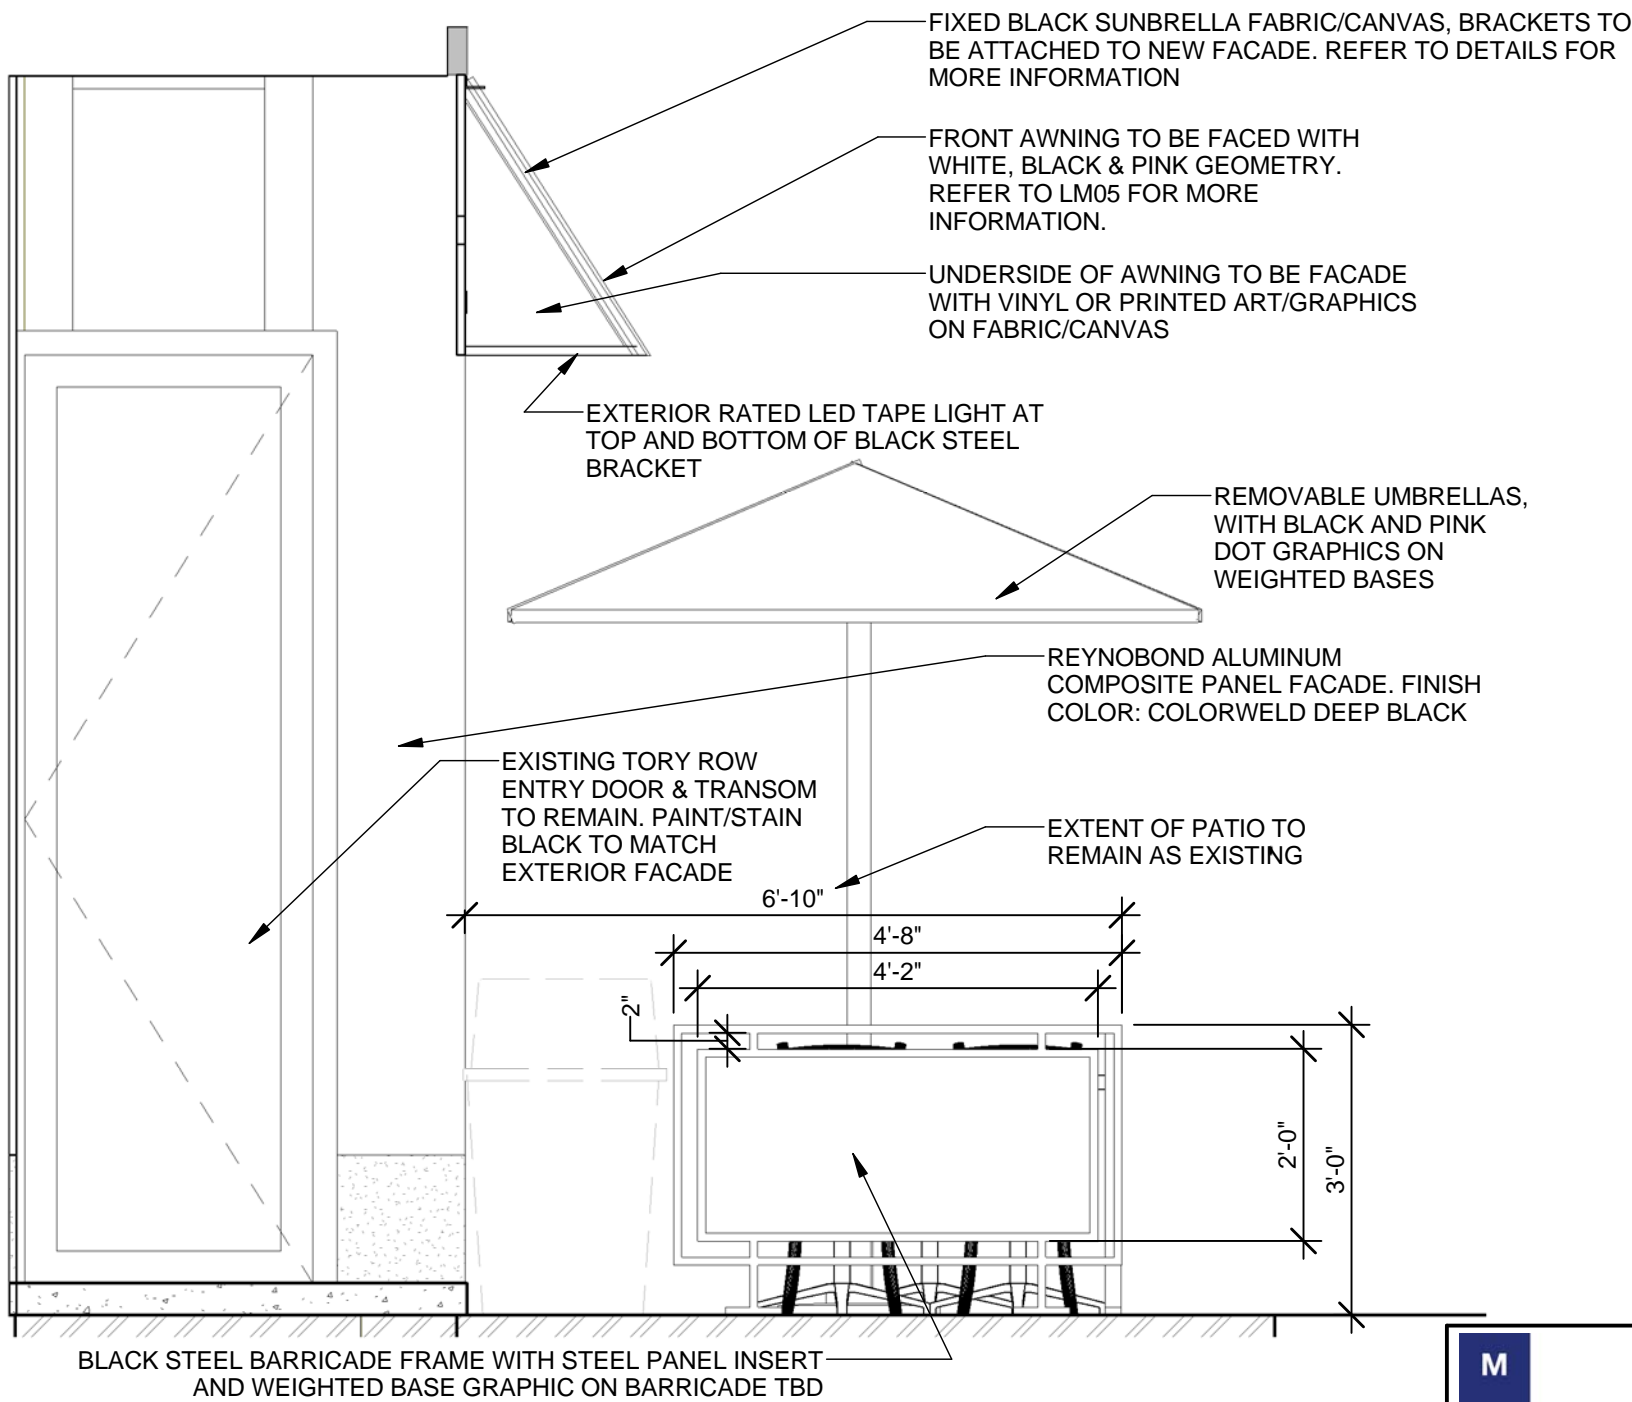 FIXED BLACK SUNBRELLA FABRIC/CANVAS, BRACKETS TO
BE ATTACHED TO NEW FACADE. REFER TO DETAILS FOR
MORE INFORMATION
FRONT AWNING TO BE FACED WITH
WHITE, BLACK & PINK GEOMETRY.
REFER TO LM05 FOR MORE
INFORMATION.
UNDERSIDE OF AWNING TO BE FACADE
WITH VINYL OR PRINTED ART/GRAPHICS
ON FABRIC/CANVAS
EXTERIOR RATED LED TAPE LIGHT AT
TOP AND BOTTOM OF BLACK STEEL
BRACKET
REMOVABLE UMBRELLAS,
WITH BLACK AND PINK
DOT GRAPHICS ON
WEIGHTED BASES
REYNOBOND ALUMINUM
COMPOSITE PANEL FACADE. FINISH
COLOR: COLORWELD DEEP BLACK
EXISTING TORY ROW
ENTRY DOOR & TRANSOM
TO REMAIN. PAINT/STAIN
BLACK TO MATCH
EXTERIOR FACADE
EXTENT OF PATIO TO
REMAIN AS EXISTING
6'-10"
4'-8"
4'-2"
2"
2'-0"
3'-0"
BLACK STEEL BARRICADE FRAME WITH STEEL PANEL INSERT
AND WEIGHTED BASE GRAPHIC ON BARRICADE TBD
M